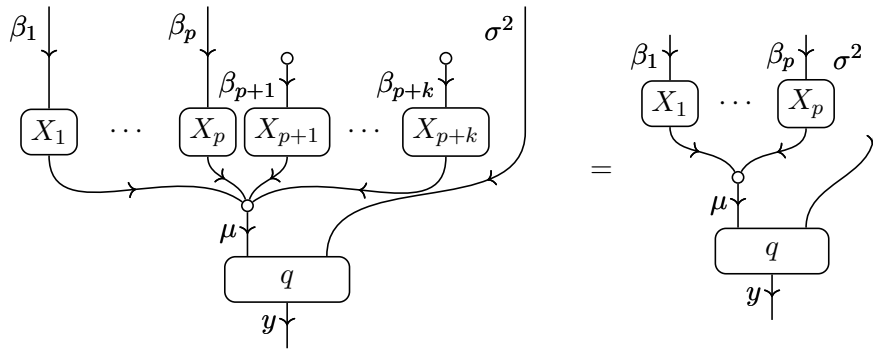 β₁ βₚ σ²
βₚ₊₁ βₚ₊ₖ
X₁ ⋯ Xₚ Xₚ₊₁ ⋯ Xₚ₊ₖ
μ
q
y
=
β₁ βₚ σ²
X₁ ⋯ Xₚ
μ
q
y